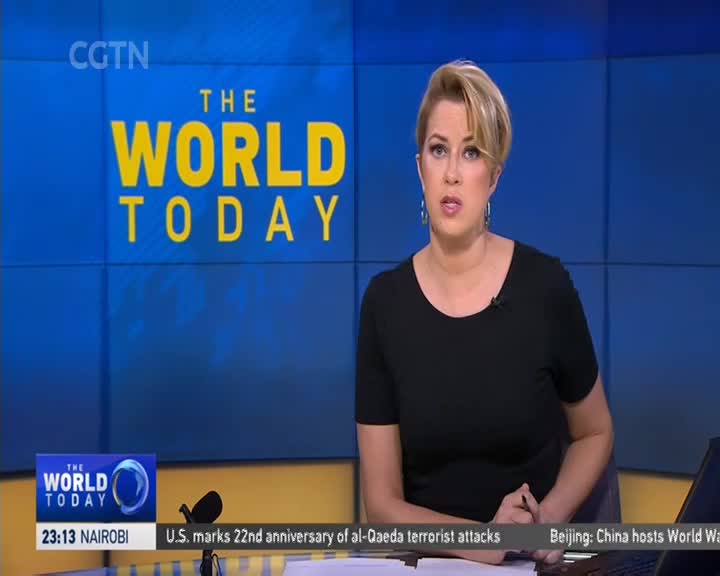 CGTN
THE
WORLD
TODAY
THE
WORLD
TODAY
23:13 NAIROBI
U.S. marks 22nd anniversary of al-Qaeda terrorist attacks
Beijing: China hosts World Wa